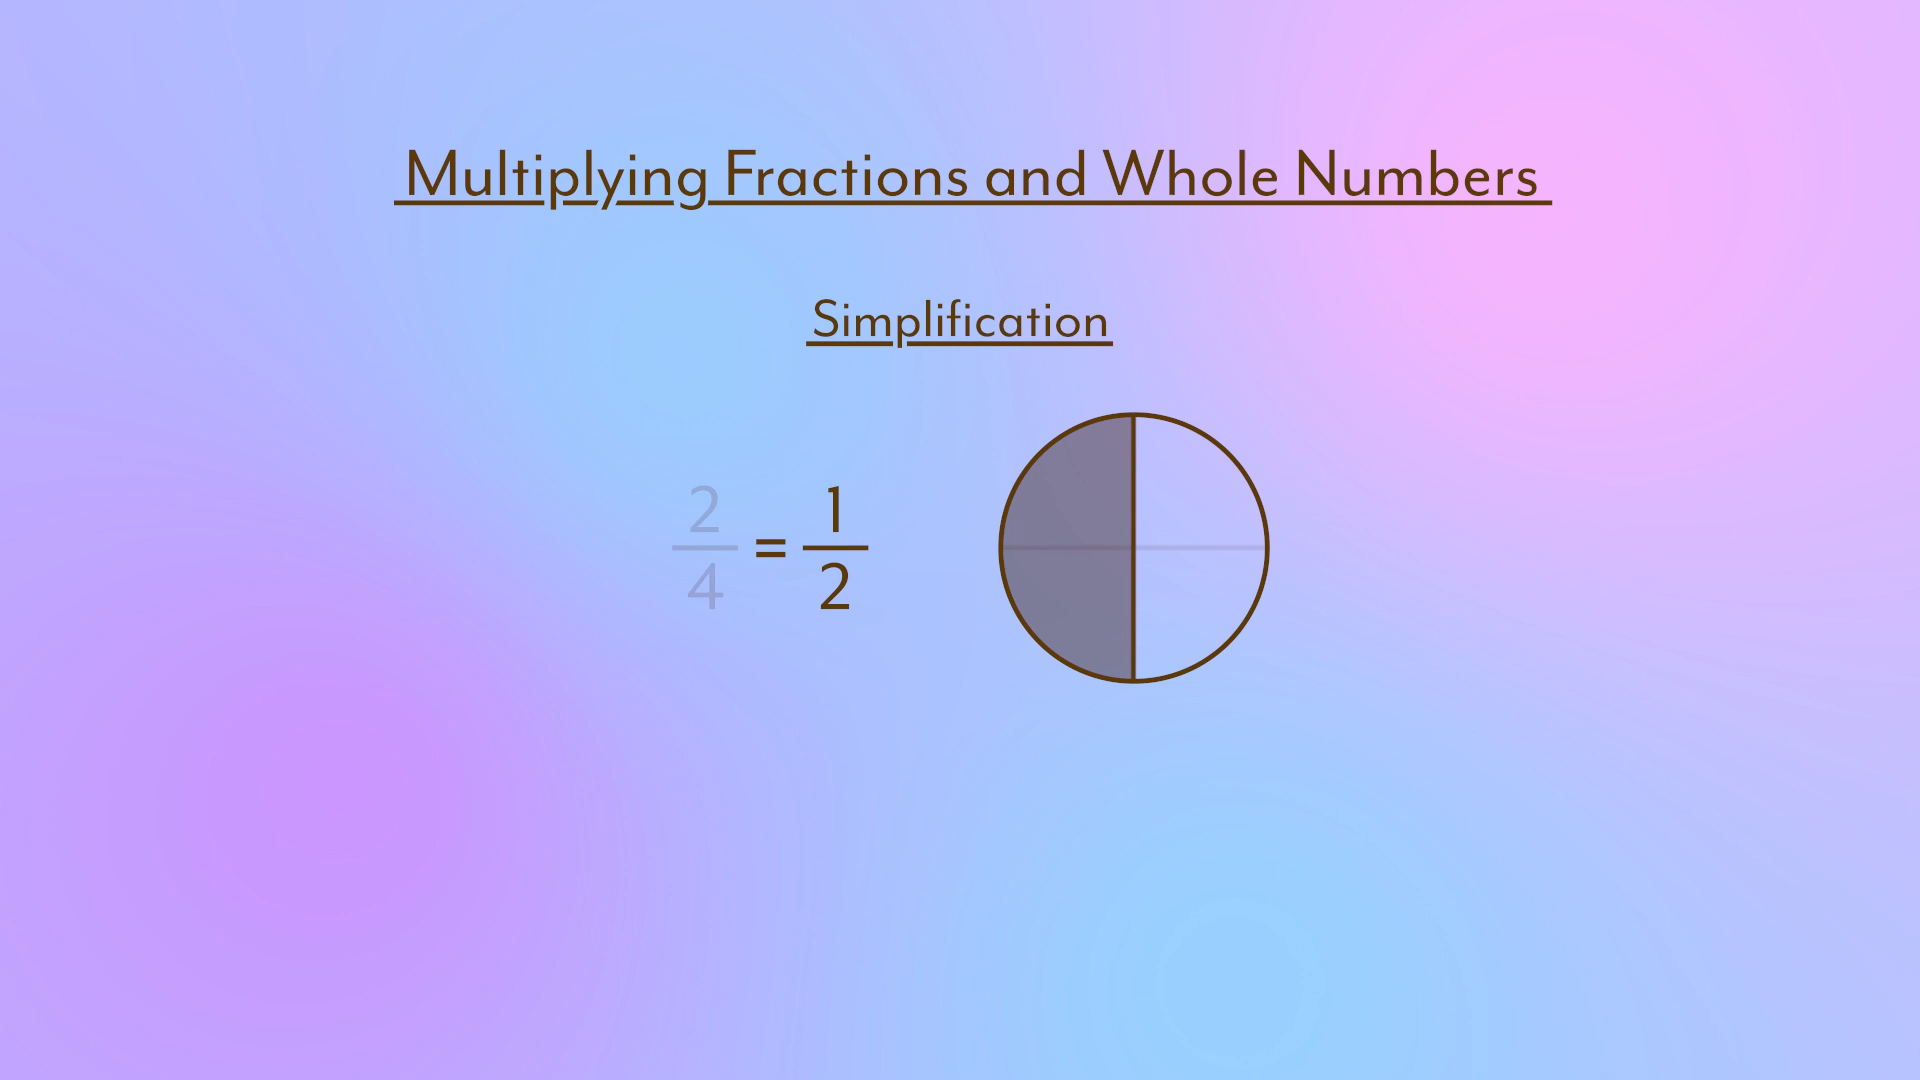 Multiplying Fractions and Whole Numbers
Simplification
2/4 = 1/2